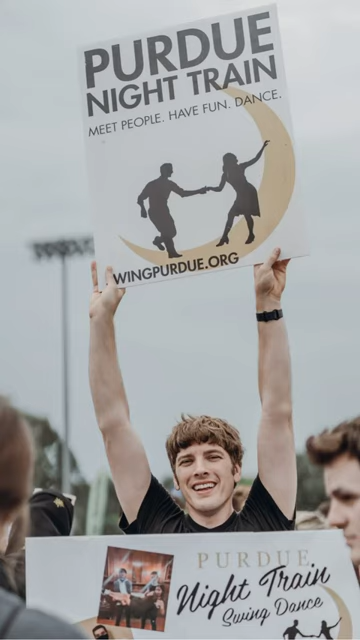 PURDUE
NIGHT TRAIN
MEET PEOPLE. HAVE FUN. DANCE.
WINGPURDUE.ORG
PURDUE
Night Train
Swing Dance